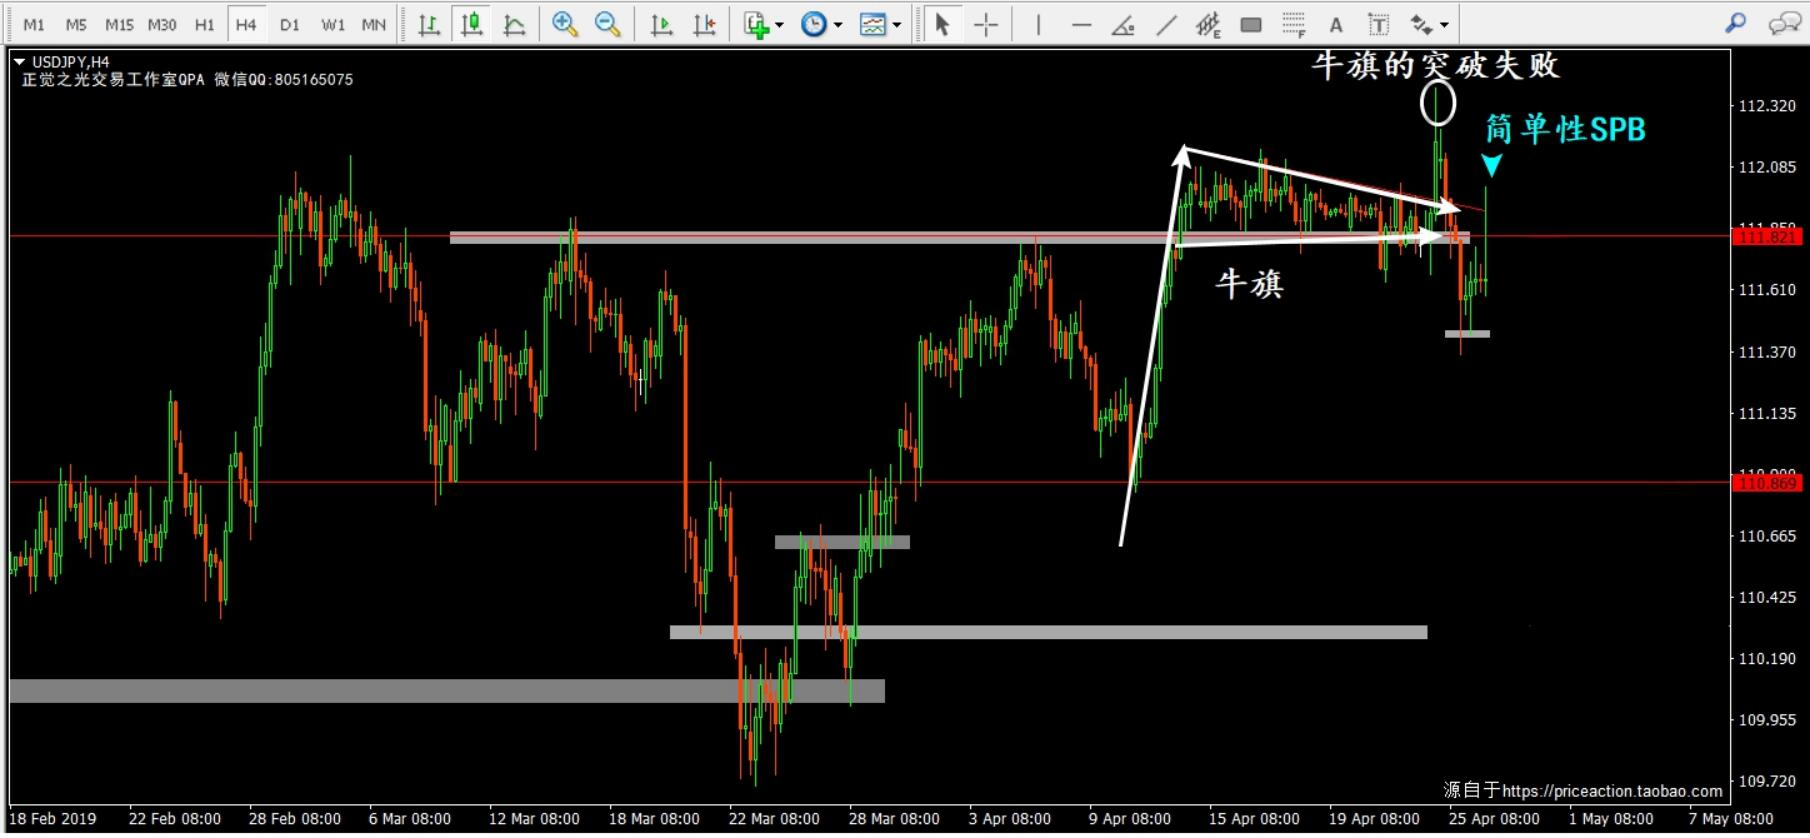 M1 M5 M15 M30 H1 H4 D1 W1 MN
E F A T
USDJPY,H4
正觉之光交易工作室QPA 微信QQ:805165075
牛旗的突破失败
简单性SPB
牛旗
112.320
112.085
111.821
111.610
111.370
111.135
110.869
110.665
110.425
110.190
109.955
109.720
源自于https://priceaction.taobao.com
18 Feb 2019 22 Feb 08:00 28 Feb 08:00 6 Mar 08:00 12 Mar 08:00 18 Mar 08:00 22 Mar 08:00 28 Mar 08:00 3 Apr 08:00 9 Apr 08:00 15 Apr 08:00 19 Apr 08:00 25 Apr 08:00 1 May 08:00 7 May 08:00